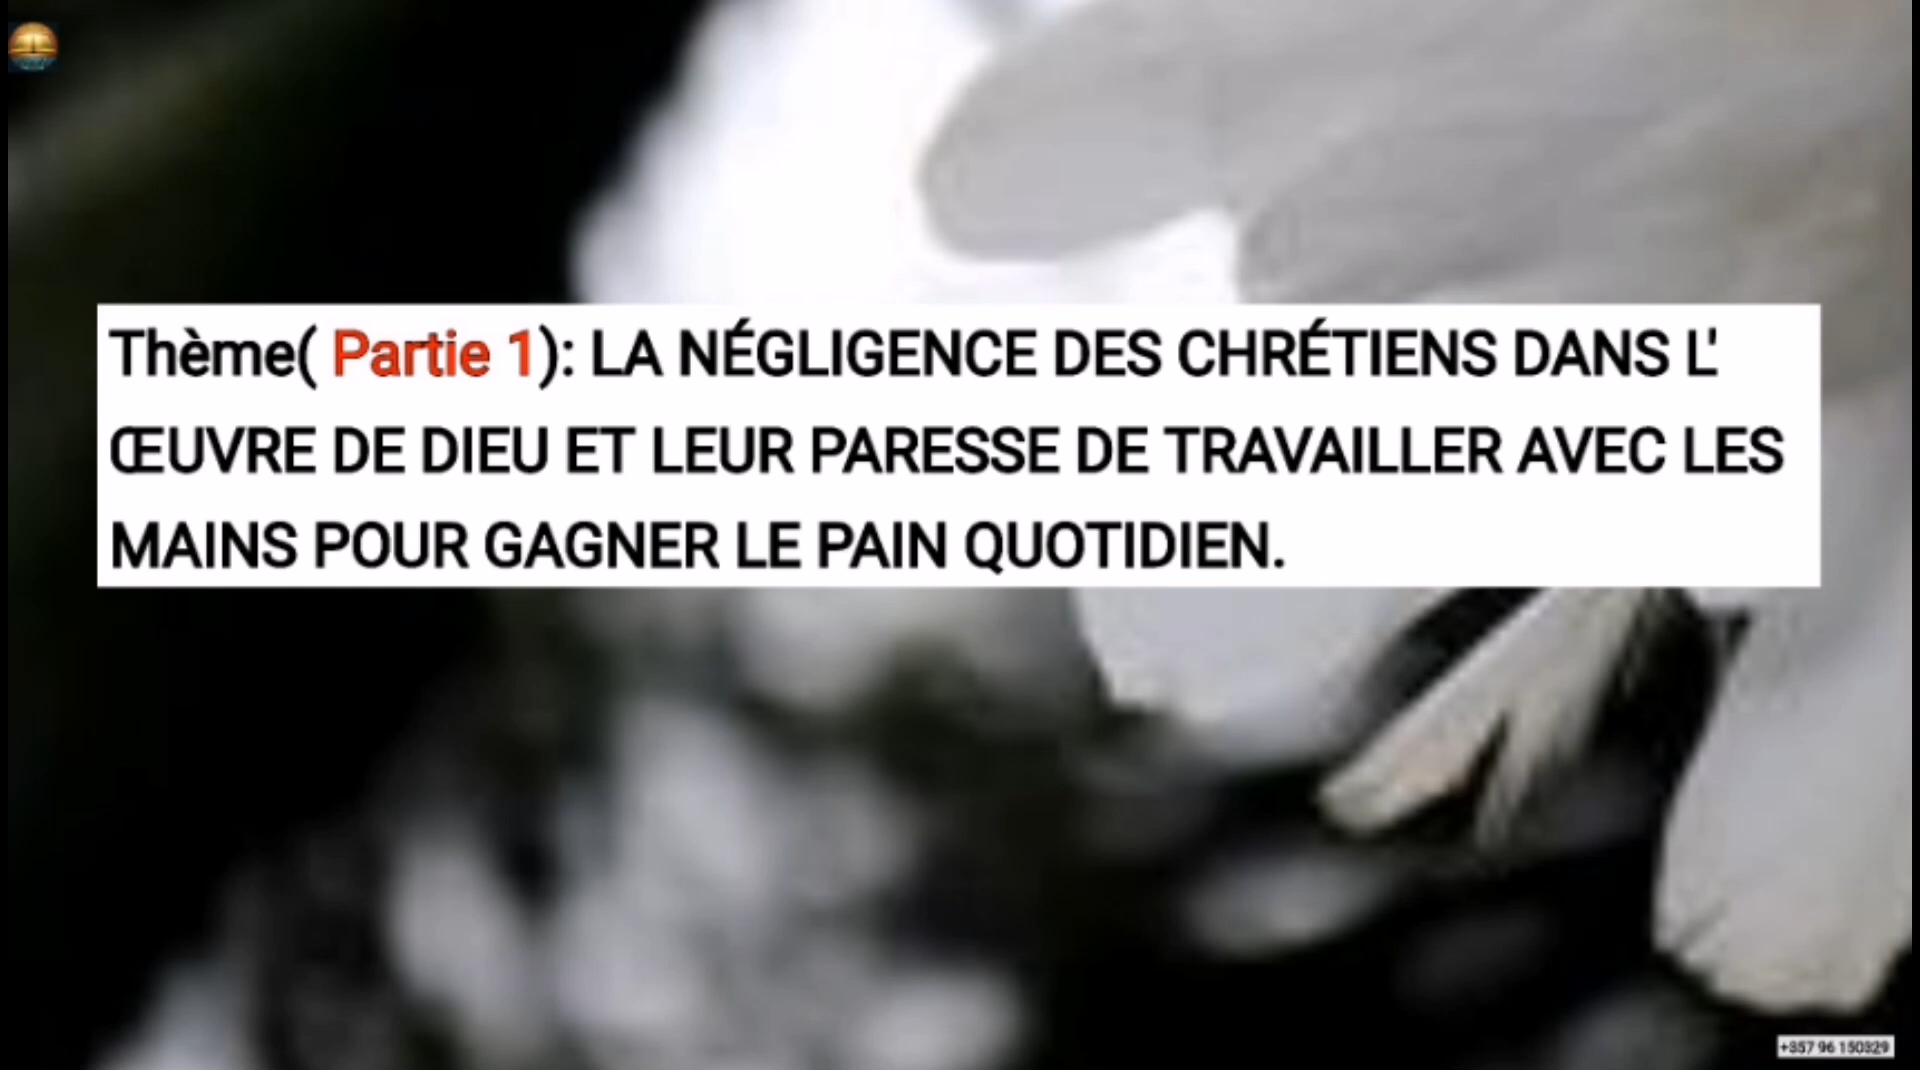 Thème( Partie 1): LA NÉGLIGENCE DES CHRÉTIENS DANS L'
ŒUVRE DE DIEU ET LEUR PARESSE DE TRAVAILLER AVEC LES
MAINS POUR GAGNER LE PAIN QUOTIDIEN.
+357 96 150329